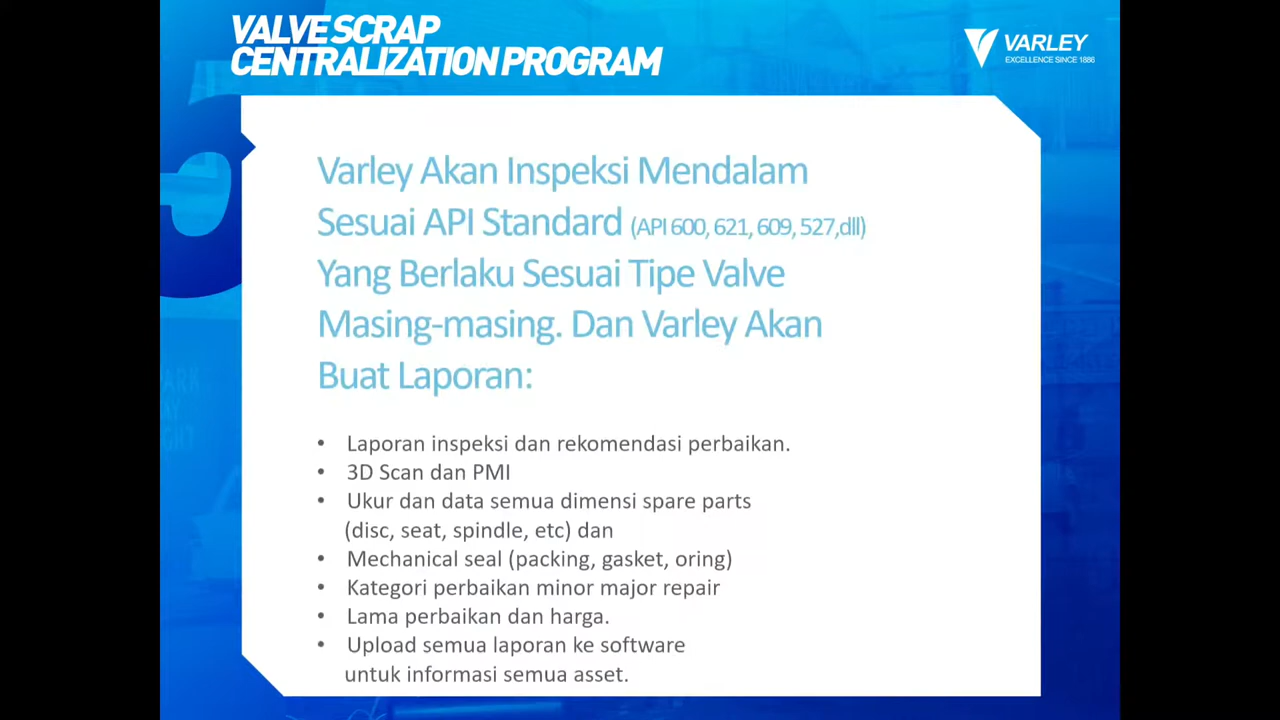 VALVE SCRAP
CENTRALIZATION PROGRAM
VARLEY
EXCELLENCE SINCE 1886
Varley Akan Inspeksi Mendalam
Sesuai API Standard (API 600, 621, 609, 527,dll)
Yang Berlaku Sesuai Tipe Valve
Masing-masing. Dan Varley Akan
Buat Laporan:
• Laporan inspeksi dan rekomendasi perbaikan.
• 3D Scan dan PMI
• Ukur dan data semua dimensi spare parts
(disc, seat, spindle, etc) dan
• Mechanical seal (packing, gasket, oring)
• Kategori perbaikan minor major repair
• Lama perbaikan dan harga.
• Upload semua laporan ke software
untuk informasi semua asset.